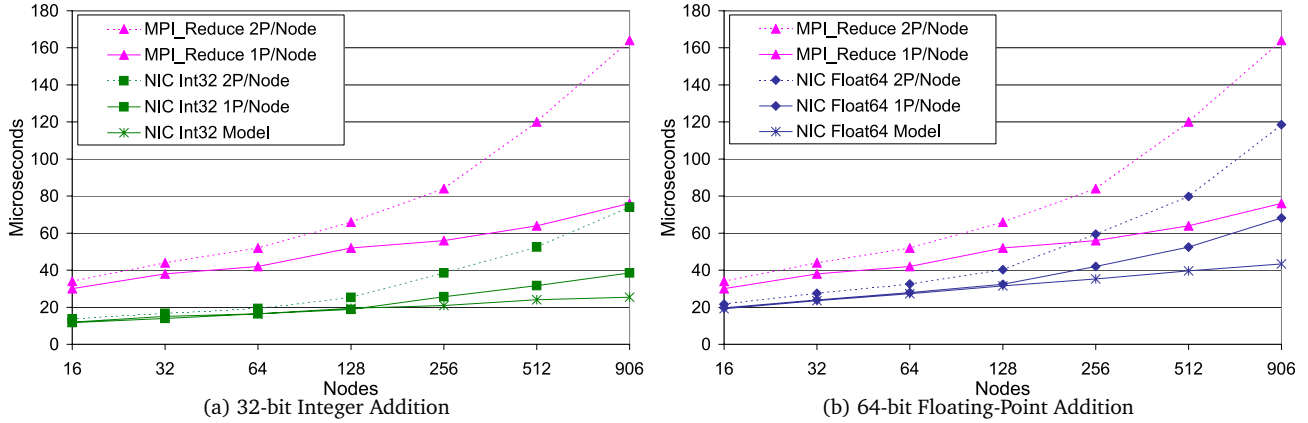 180
160
140
120
100
80
60
40
20
0
Microseconds
MPI_Reduce 2P/Node
MPI_Reduce 1P/Node
NIC Int32 2P/Node
NIC Int32 1P/Node
NIC Int32 Model
16 32 64 128 256 512 906
Nodes
(a) 32-bit Integer Addition
180
160
140
120
100
80
60
40
20
0
Microseconds
MPI_Reduce 2P/Node
MPI_Reduce 1P/Node
NIC Float64 2P/Node
NIC Float64 1P/Node
NIC Float64 Model
16 32 64 128 256 512 906
Nodes
(b) 64-bit Floating-Point Addition